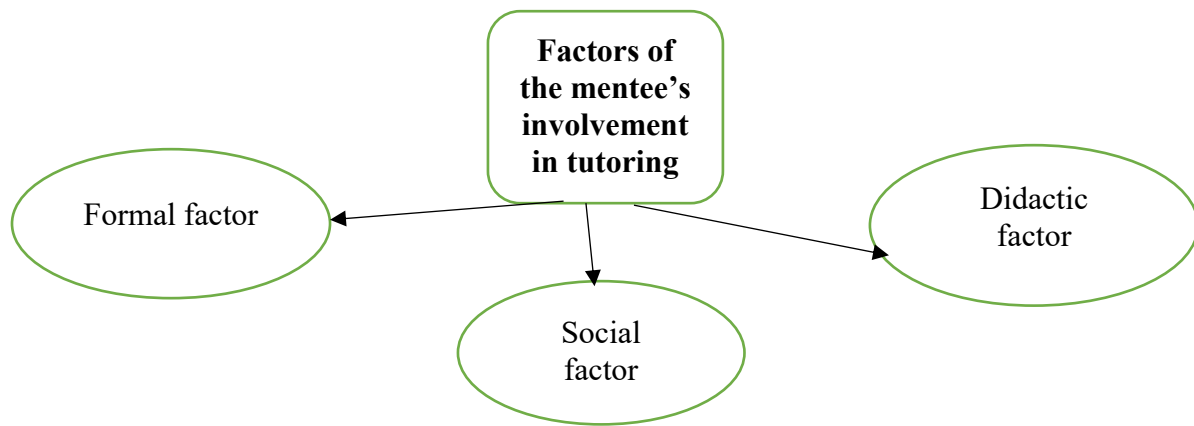 Factors of
the mentee’s
involvement
in tutoring
Formal factor
Didactic
factor
Social
factor